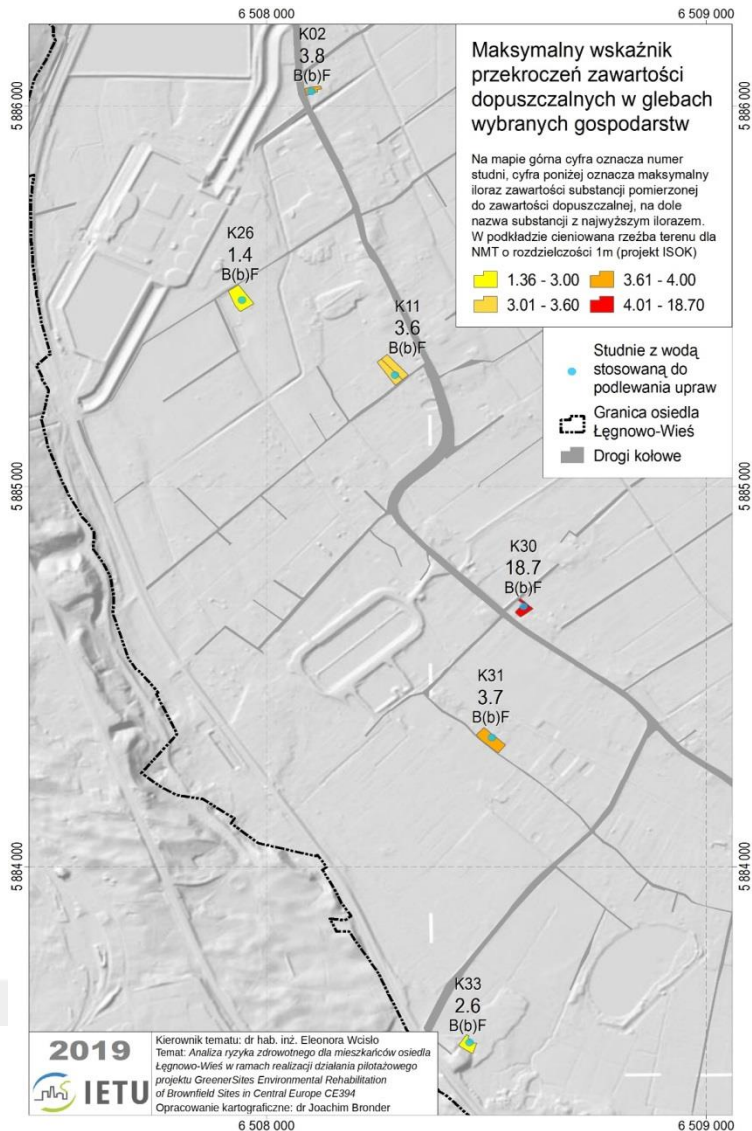 6 508 000
6 509 000
K02
3.8
B(b)F
5 886 000
5 886 000
Maksymalny wskaźnik
przekroczeń zawartości
dopuszczalnych w glebach
wybranych gospodarstw
Na mapie górna cyfra oznacza numer
studni, cyfra poniżej oznacza maksymalny
iloraz zawartości substancji pomierzonej
do zawartości dopuszczalnej, na dole
nazwa substancji z najwyższym ilorazem.
W podkładzie cieniowana rzeźba terenu dla
NMT o rozdzielczości 1m (projekt ISOK)
1.36 - 3.00
3.61 - 4.00
3.01 - 3.60
4.01 - 18.70
Studnie z wodą
stosowaną do
podlewania upraw
Granica osiedla
Łęgnowo-Wieś
Drogi kołowe
K26
1.4
B(b)F
K11
3.6
B(b)F
5 885 000
5 885 000
K30
18.7
B(b)F
K31
3.7
B(b)F
5 884 000
5 884 000
K33
2.6
B(b)F
2019
IETU
Kierownik tematu: dr hab. inż. Eleonora Wcisło
Temat: Analiza ryzyka zdrowotnego dla mieszkańców osiedla
Łęgnowo-Wieś w ramach realizacji działania pilotażowego
projektu GreenerSites Environmental Rehabilitation
of Brownfield Sites in Central Europe CE394
Opracowanie kartograficzne: dr Joachim Bronder
6 508 000
6 509 000